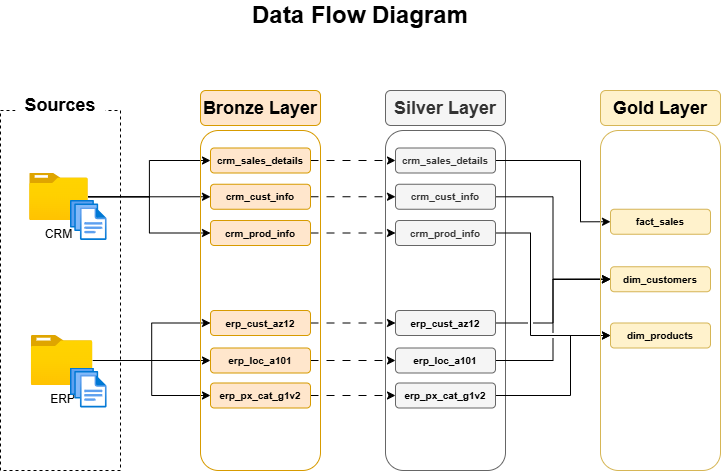 Data Flow Diagram
Sources
Bronze Layer
Silver Layer
Gold Layer
crm_sales_details
crm_sales_details
crm_cust_info
crm_cust_info
fact_sales
CRM
crm_prod_info
crm_prod_info
dim_customers
erp_cust_az12
erp_cust_az12
dim_products
erp_loc_a101
erp_loc_a101
ERP
erp_px_cat_g1v2
erp_px_cat_g1v2